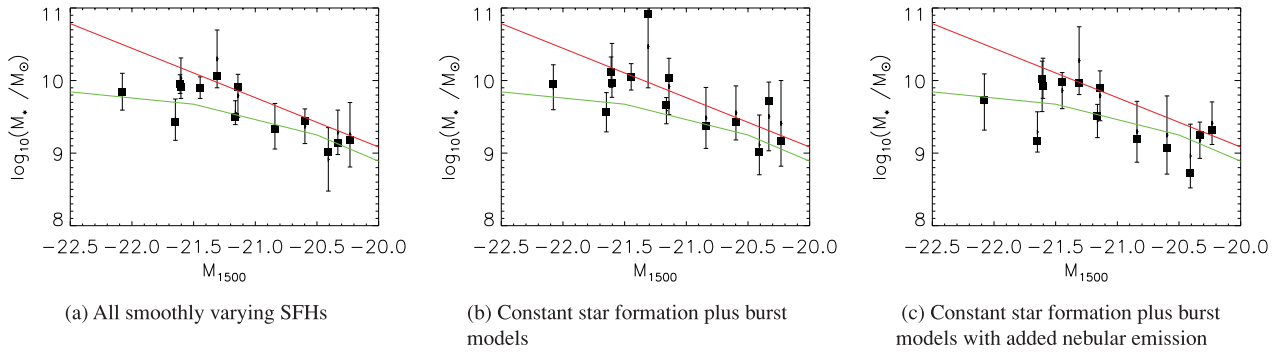 11
10
9
8
log₁₀(M⋆ /M☉)
−22.5 −22.0 −21.5 −21.0 −20.5 −20.0
M₁₅₀₀
(a) All smoothly varying SFHs
11
10
9
8
log₁₀(M⋆ /M☉)
−22.5 −22.0 −21.5 −21.0 −20.5 −20.0
M₁₅₀₀
(b) Constant star formation plus burst
models
11
10
9
8
log₁₀(M⋆ /M☉)
−22.5 −22.0 −21.5 −21.0 −20.5 −20.0
M₁₅₀₀
(c) Constant star formation plus burst
models with added nebular emission